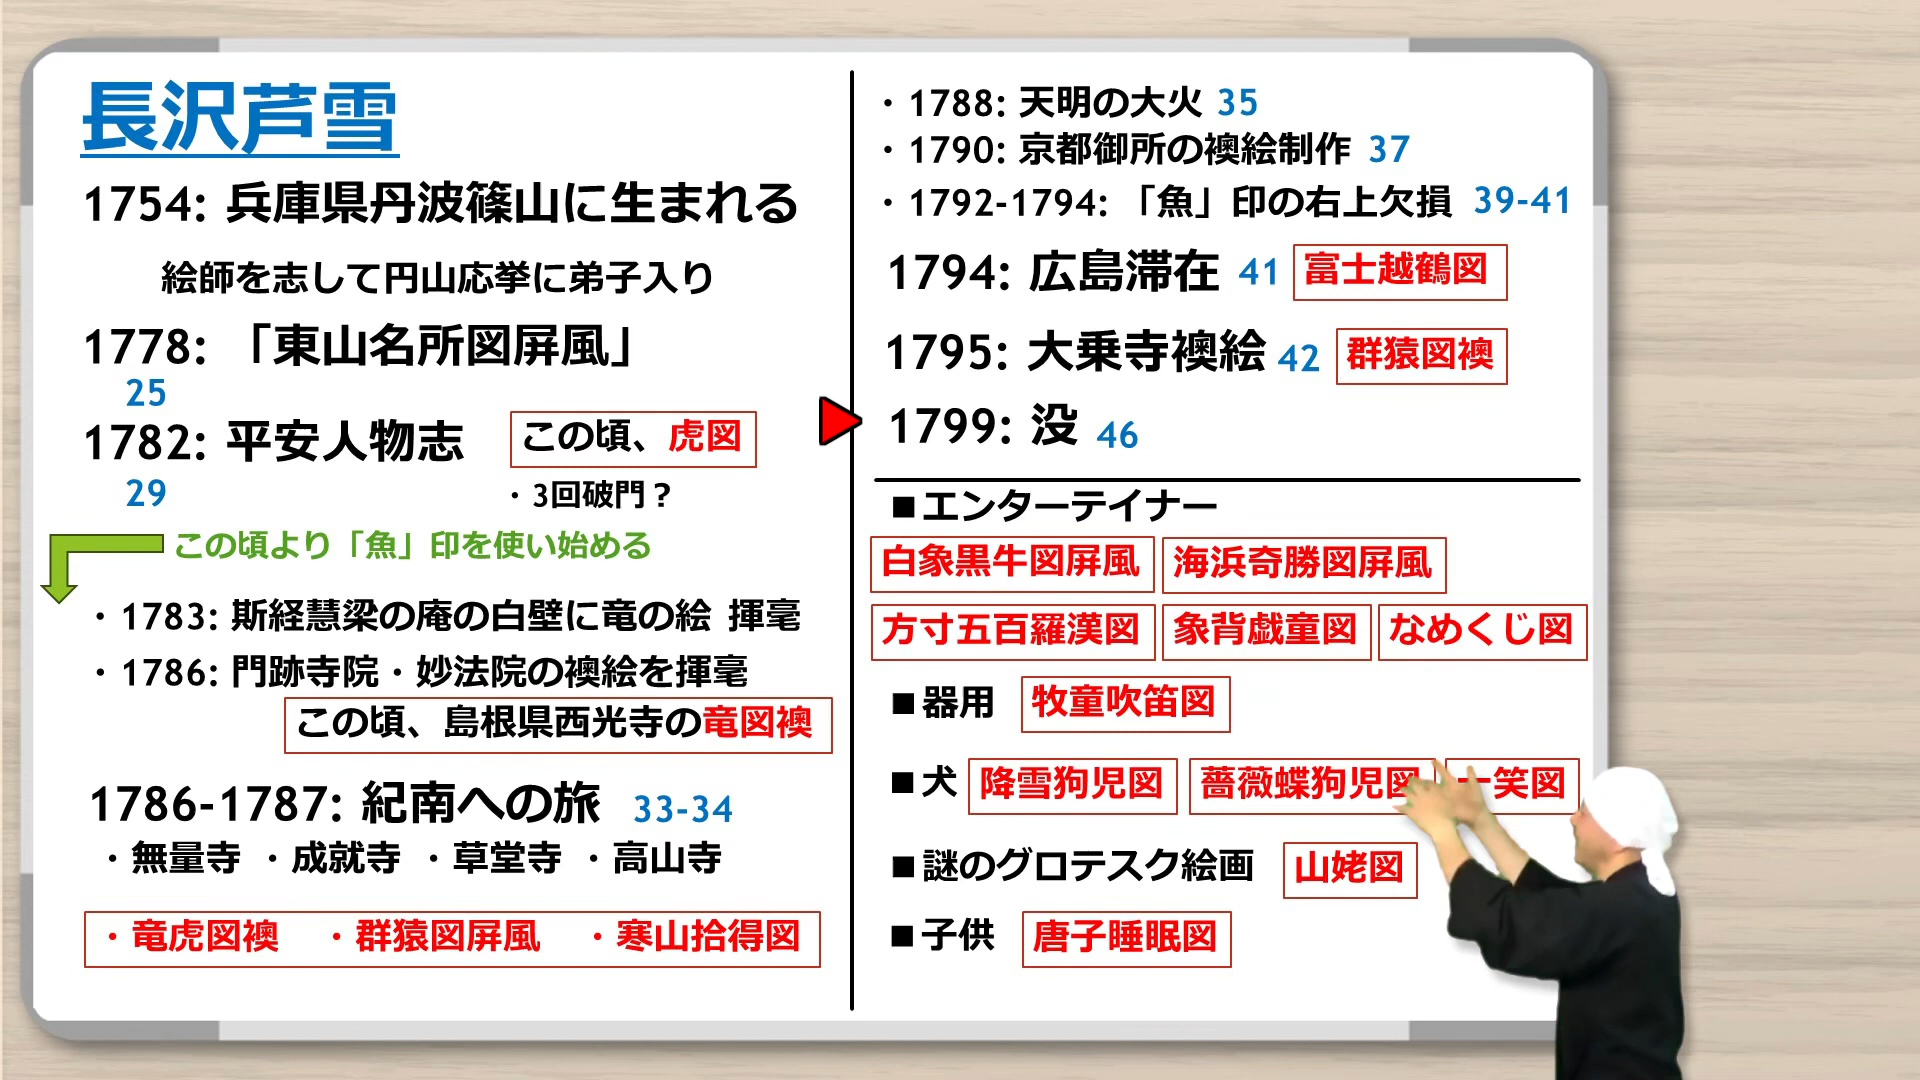 長沢芦雪
1754: 兵庫県丹波篠山に生まれる
絵師を志して円山応挙に弟子入り
1778: 「東山名所図屏風」
25
1782: 平安人物志 この頃、虎図
29 ・3回破門？
この頃より「魚」印を使い始める
・1783: 斯経慧梁の庵の白壁に竜の絵 揮毫
・1786: 門跡寺院・妙法院の襖絵を揮毫
この頃、島根県西光寺の竜図襖
1786-1787: 紀南への旅 33-34
・無量寺 ・成就寺 ・草堂寺 ・高山寺
・竜虎図襖 ・群猿図屏風 ・寒山拾得図
・1788: 天明の大火 35
・1790: 京都御所の襖絵制作 37
・1792-1794: 「魚」印の右上欠損 39-41
1794: 広島滞在 41 富士越鶴図
1795: 大乗寺襖絵 42 群猿図襖
1799: 没 46
■エンターテイナー
白象黒牛図屏風 海浜奇勝図屏風
方寸五百羅漢図 象背戯童図 なめくじ図
■器用 牧童吹笛図
■犬 降雪狗児図 薔薇蝶狗児図 一笑図
■謎のグロテスク絵画 山姥図
■子供 唐子睡眠図